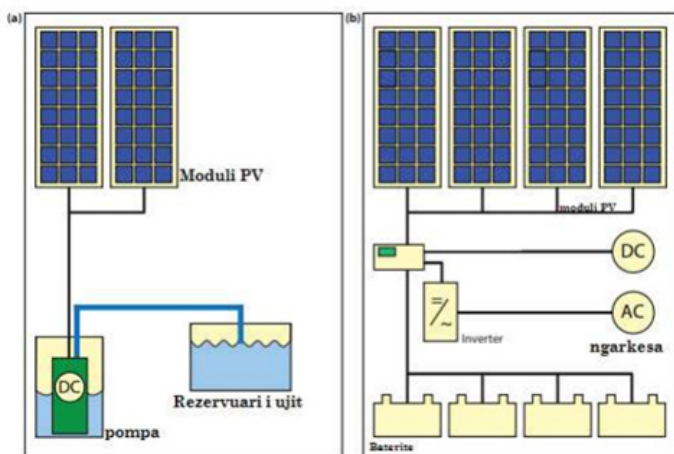 (a)
Moduli PV
DC
pompa
Rezervuari i ujit
(b)
moduli PV
DC
=/~
Inverter
AC
ngarkesa
Baterite